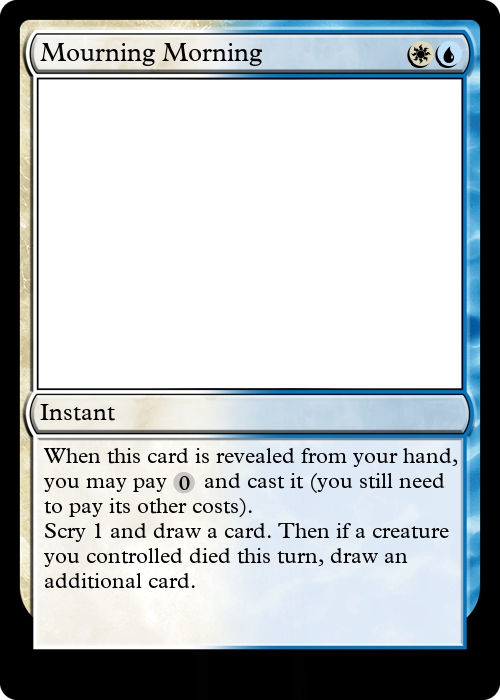 Mourning Morning
Instant
When this card is revealed from your hand,
you may pay 0 and cast it (you still need
to pay its other costs).
Scry 1 and draw a card. Then if a creature
you controlled died this turn, draw an
additional card.